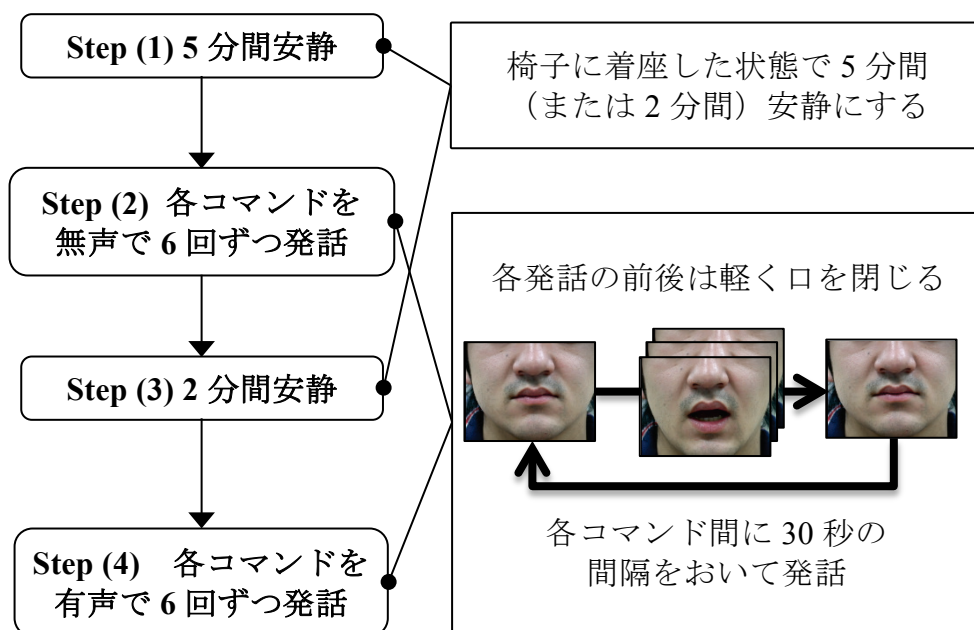 Step (1) 5 分間安静
椅子に着座した状態で 5 分間
（または 2 分間）安静にする
Step (2) 各コマンドを
無声で 6 回ずつ発話
各発話の前後は軽く口を閉じる
Step (3) 2 分間安静
各コマンド間に 30 秒の
間隔をおいて発話
Step (4) 各コマンドを
有声で 6 回ずつ発話